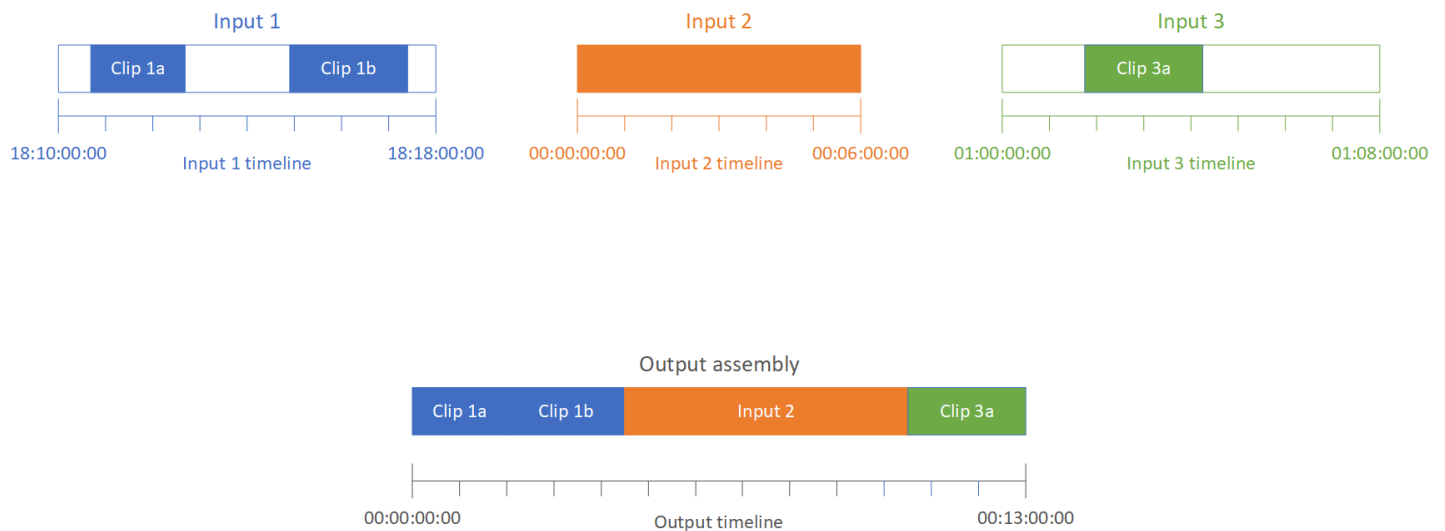 Input 1
Input 2
Input 3
Clip 1a
Clip 1b
Clip 3a
18:10:00:00
Input 1 timeline
18:18:00:00
00:00:00:00
Input 2 timeline
00:06:00:00
01:00:00:00
Input 3 timeline
01:08:00:00
Output assembly
Clip 1a
Clip 1b
Input 2
Clip 3a
00:00:00:00
Output timeline
00:13:00:00